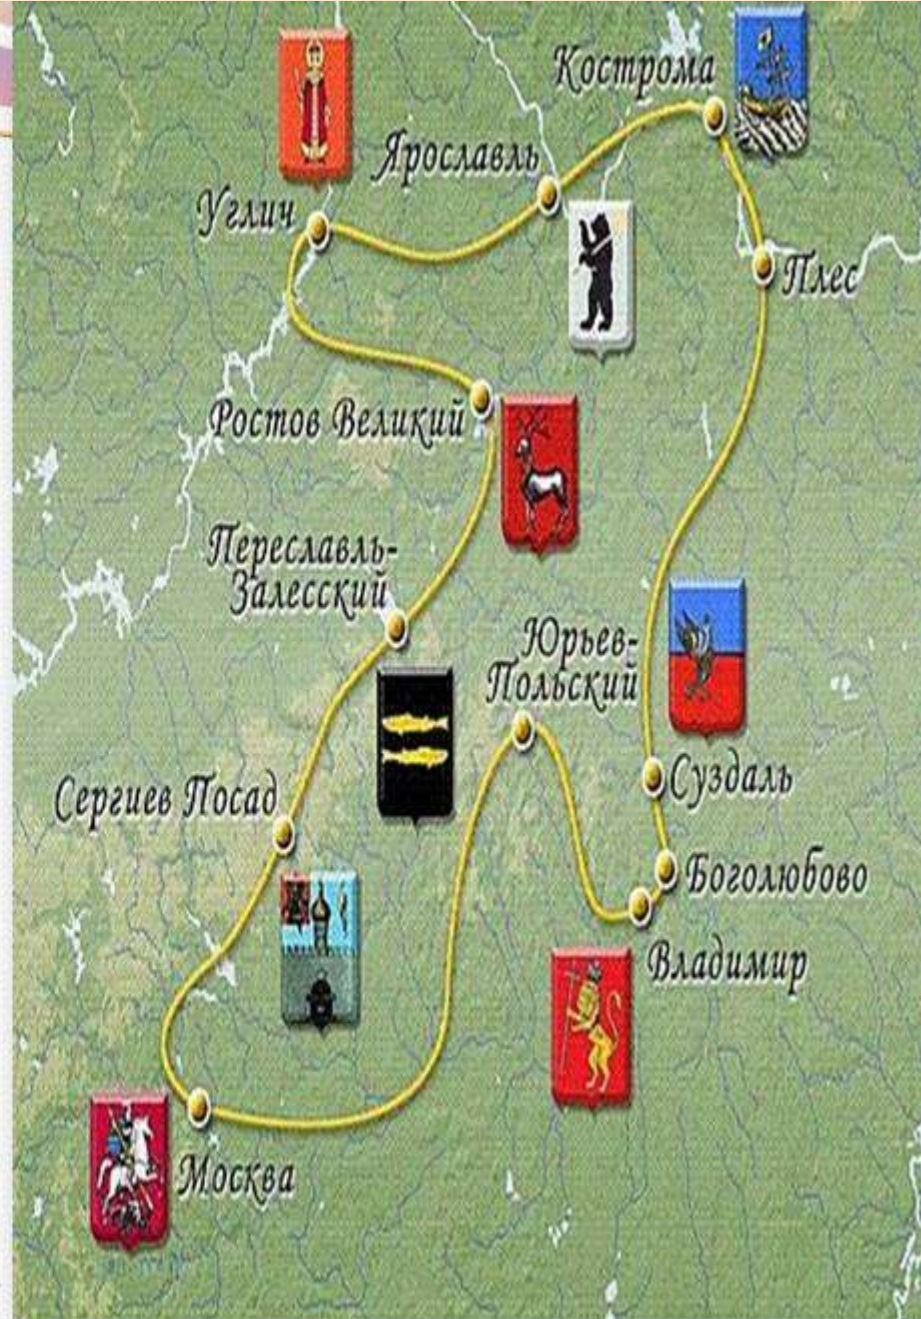 Кострома
Ярославль
Углич
Плес
Ростов Великий
Переславль-
Залесский
Юрьев-
Польский
Суздаль
Сергиев Посад
Боголюбово
Владимир
Москва